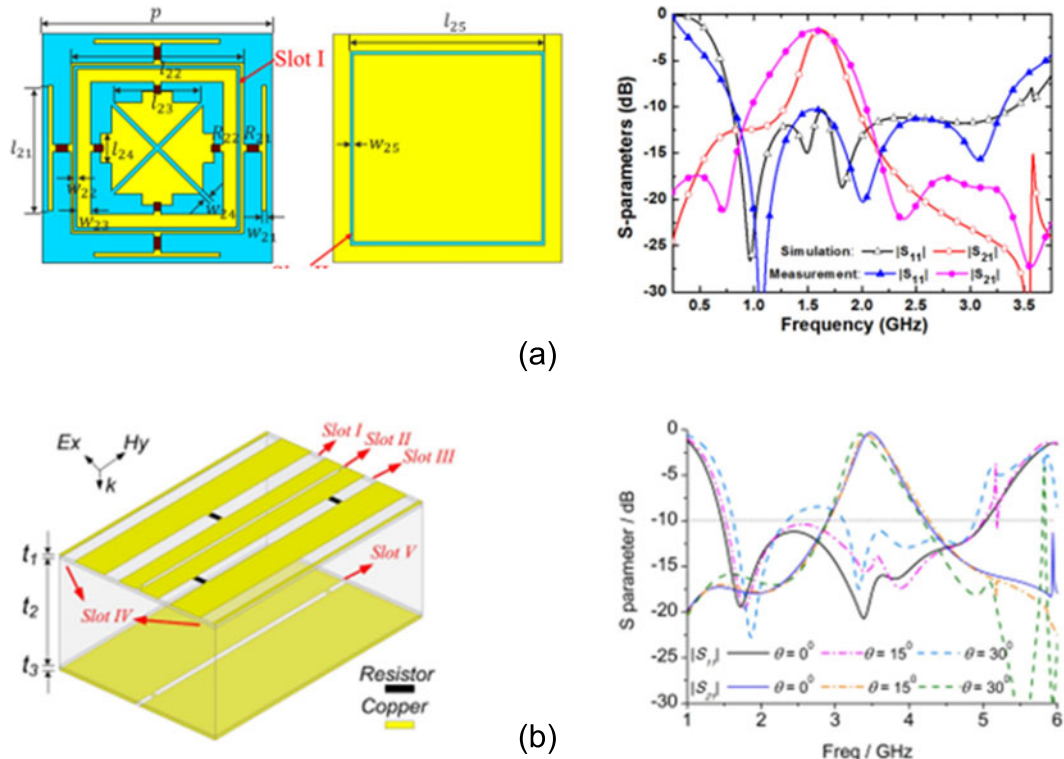 p
l₂₂
Slot I
l₂₃
l₂₁
l₂₄
R₂₂
R₂₁
w₂₂
w₂₃
w₂₄
w₂₁
l₂₅
w₂₅
S-parameters (dB)
0
-5
-10
-15
-20
-25
-30
Simulation: |S₁₁| |S₂₁|
Measurement: |S₁₁| |S₂₁|
0.5 1.0 1.5 2.0 2.5 3.0 3.5
Frequency (GHz)
(a)
Ex Hy
k
Slot I
Slot II
Slot III
t₁
t₂
t₃
Slot IV
Slot V
Resistor
Copper
S parameter / dB
0
-5
-10
-15
-20
-25
-30
|S₁₁| θ = 0⁰ θ = 15⁰ θ = 30⁰
|S₂₁| θ = 0⁰ θ = 15⁰ θ = 30⁰
1 2 3 4 5 6
Freq / GHz
(b)